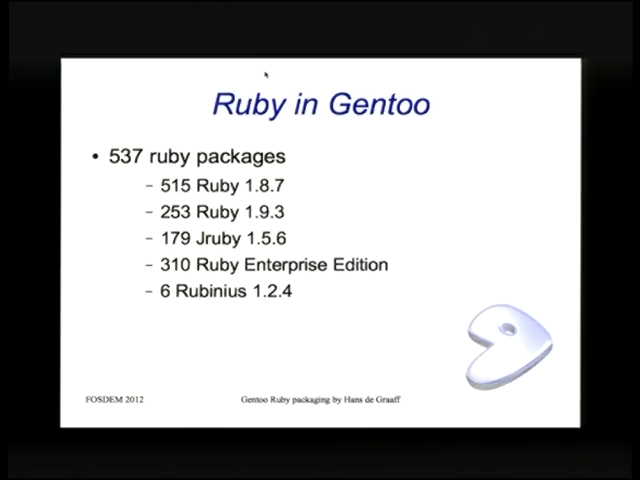 Ruby in Gentoo
• 537 ruby packages
– 515 Ruby 1.8.7
– 253 Ruby 1.9.3
– 179 Jruby 1.5.6
– 310 Ruby Enterprise Edition
– 6 Rubinius 1.2.4
FOSDEM 2012 Gentoo Ruby packaging by Hans de Graaff